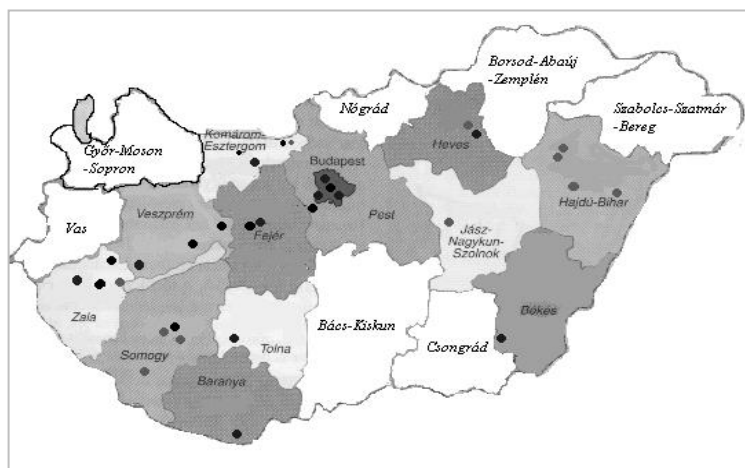 Borsod-Abaúj
-Zemplén
Nógrád
Szabolcs-Szatmár
-Bereg
Komárom-
Esztergom
Győr-Moson
-Sopron
Heves
Budapest
Hajdú-Bihar
Veszprém
Pest
Vas
Fejér
Jász-
Nagykun-
Szolnok
Zala
Békés
Bács-Kiskun
Tolna
Somogy
Csongrád
Baranya